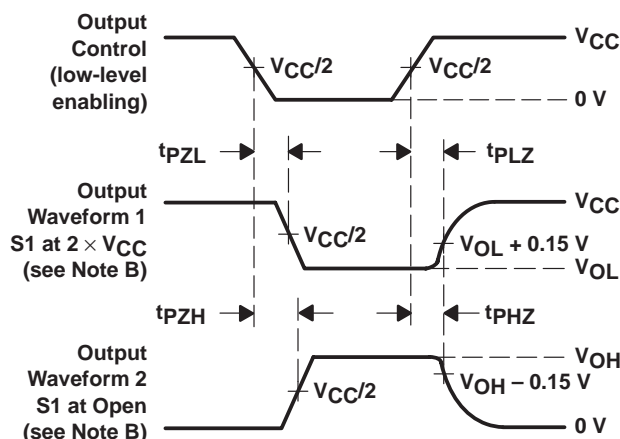 Output
Control
(low-level
enabling)
VCC
VCC/2
VCC/2
0 V
tPZL
tPLZ
Output
Waveform 1
S1 at 2 × VCC
(see Note B)
VCC
VCC/2
VOL + 0.15 V
VOL
tPZH
tPHZ
Output
Waveform 2
S1 at Open
(see Note B)
VOH
VCC/2
VOH – 0.15 V
0 V